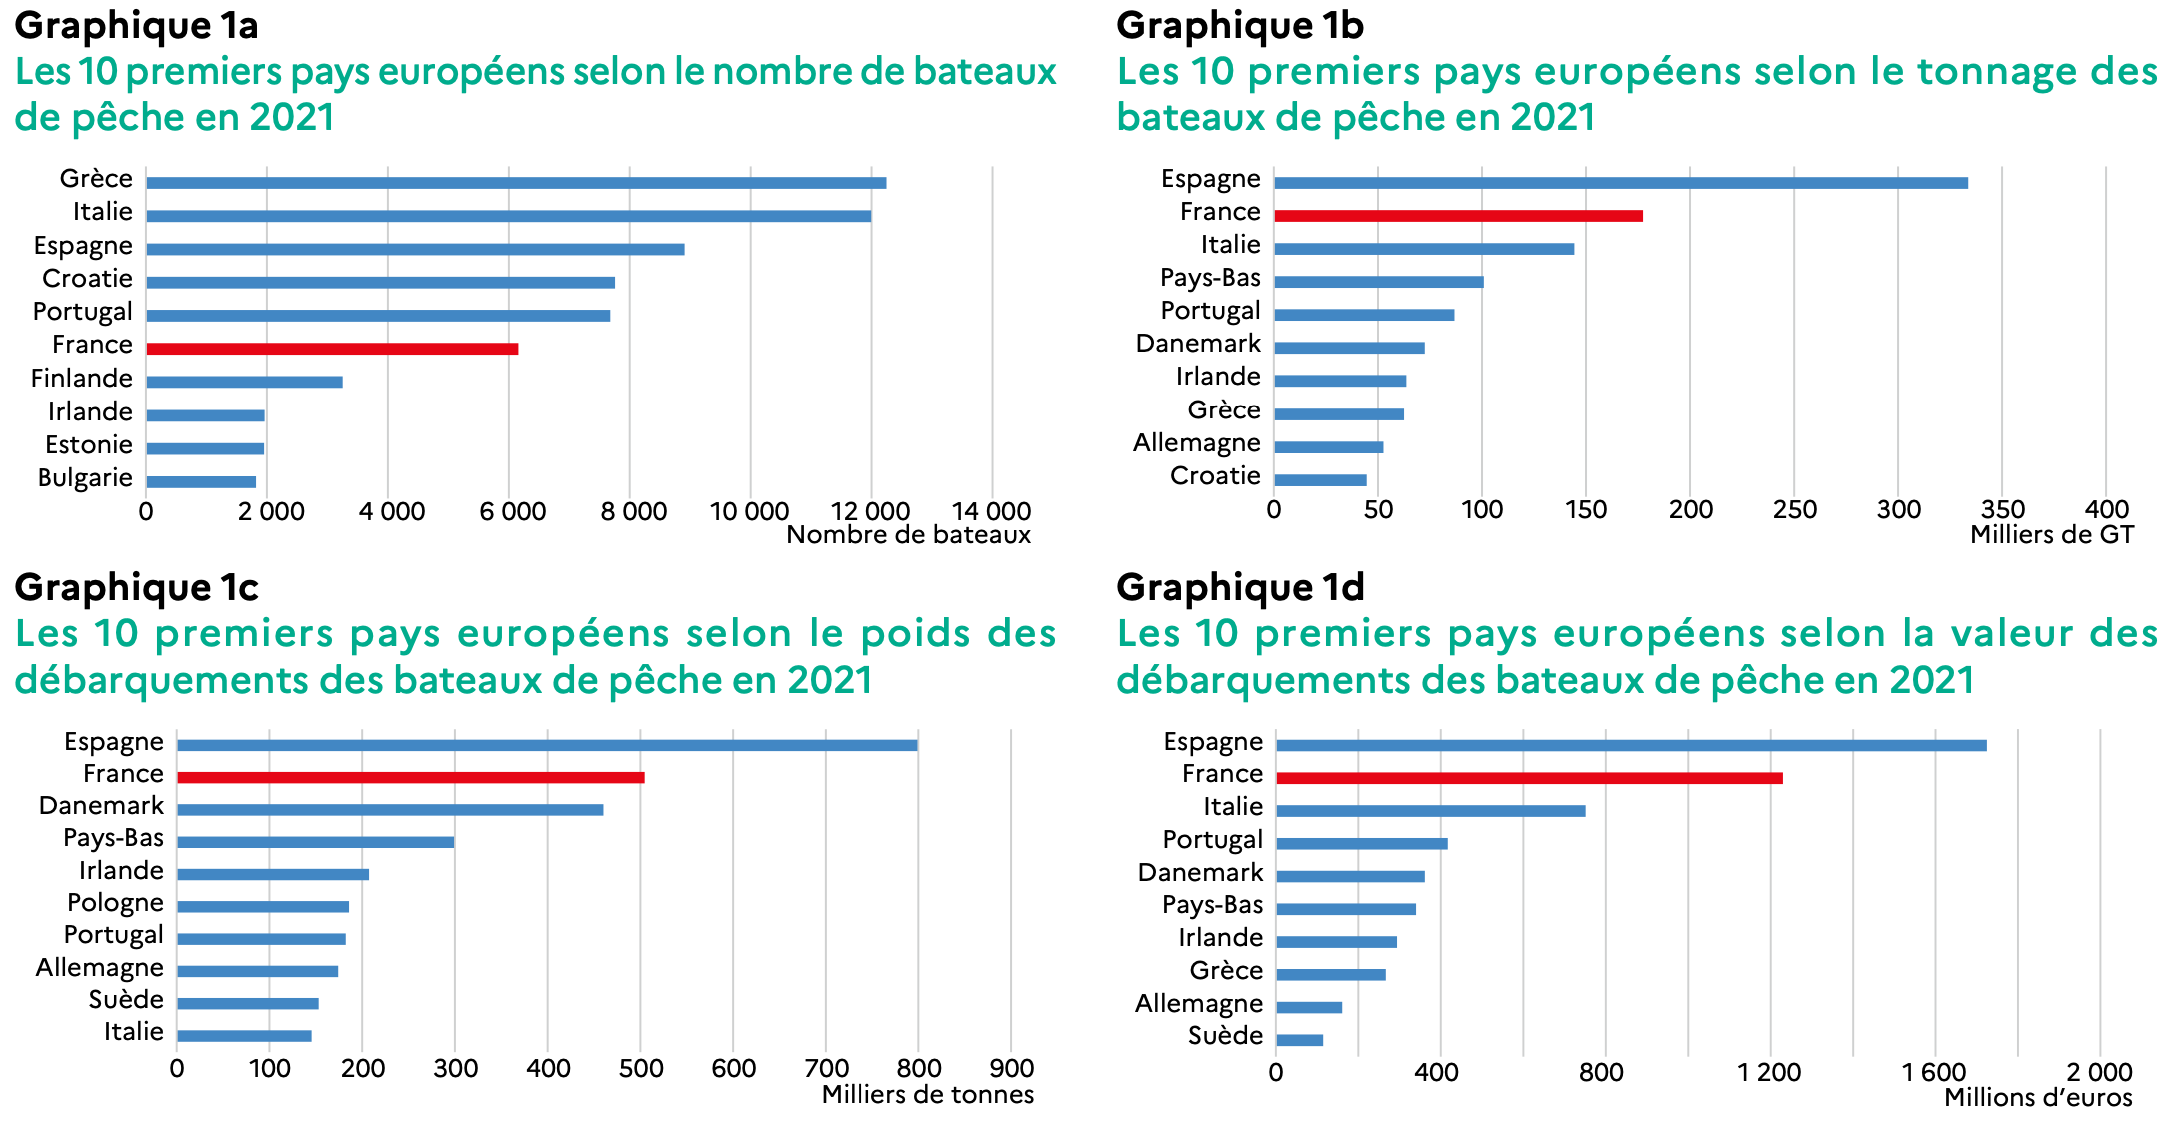 Graphique 1a
Les 10 premiers pays européens selon le nombre de bateaux
de pêche en 2021
Grèce
Italie
Espagne
Croatie
Portugal
France
Finlande
Irlande
Estonie
Bulgarie
0 2 000 4 000 6 000 8 000 10 000 12 000 14 000
Nombre de bateaux
Graphique 1b
Les 10 premiers pays européens selon le tonnage des
bateaux de pêche en 2021
Espagne
France
Italie
Pays-Bas
Portugal
Danemark
Irlande
Grèce
Allemagne
Croatie
0 50 100 150 200 250 300 350 400
Milliers de GT
Graphique 1c
Les 10 premiers pays européens selon le poids des
débarquements des bateaux de pêche en 2021
Espagne
France
Danemark
Pays-Bas
Irlande
Pologne
Portugal
Allemagne
Suède
Italie
0 100 200 300 400 500 600 700 800 900
Milliers de tonnes
Graphique 1d
Les 10 premiers pays européens selon la valeur des
débarquements des bateaux de pêche en 2021
Espagne
France
Italie
Portugal
Danemark
Pays-Bas
Irlande
Grèce
Allemagne
Suède
0 400 800 1 200 1 600 2 000
Millions d’euros